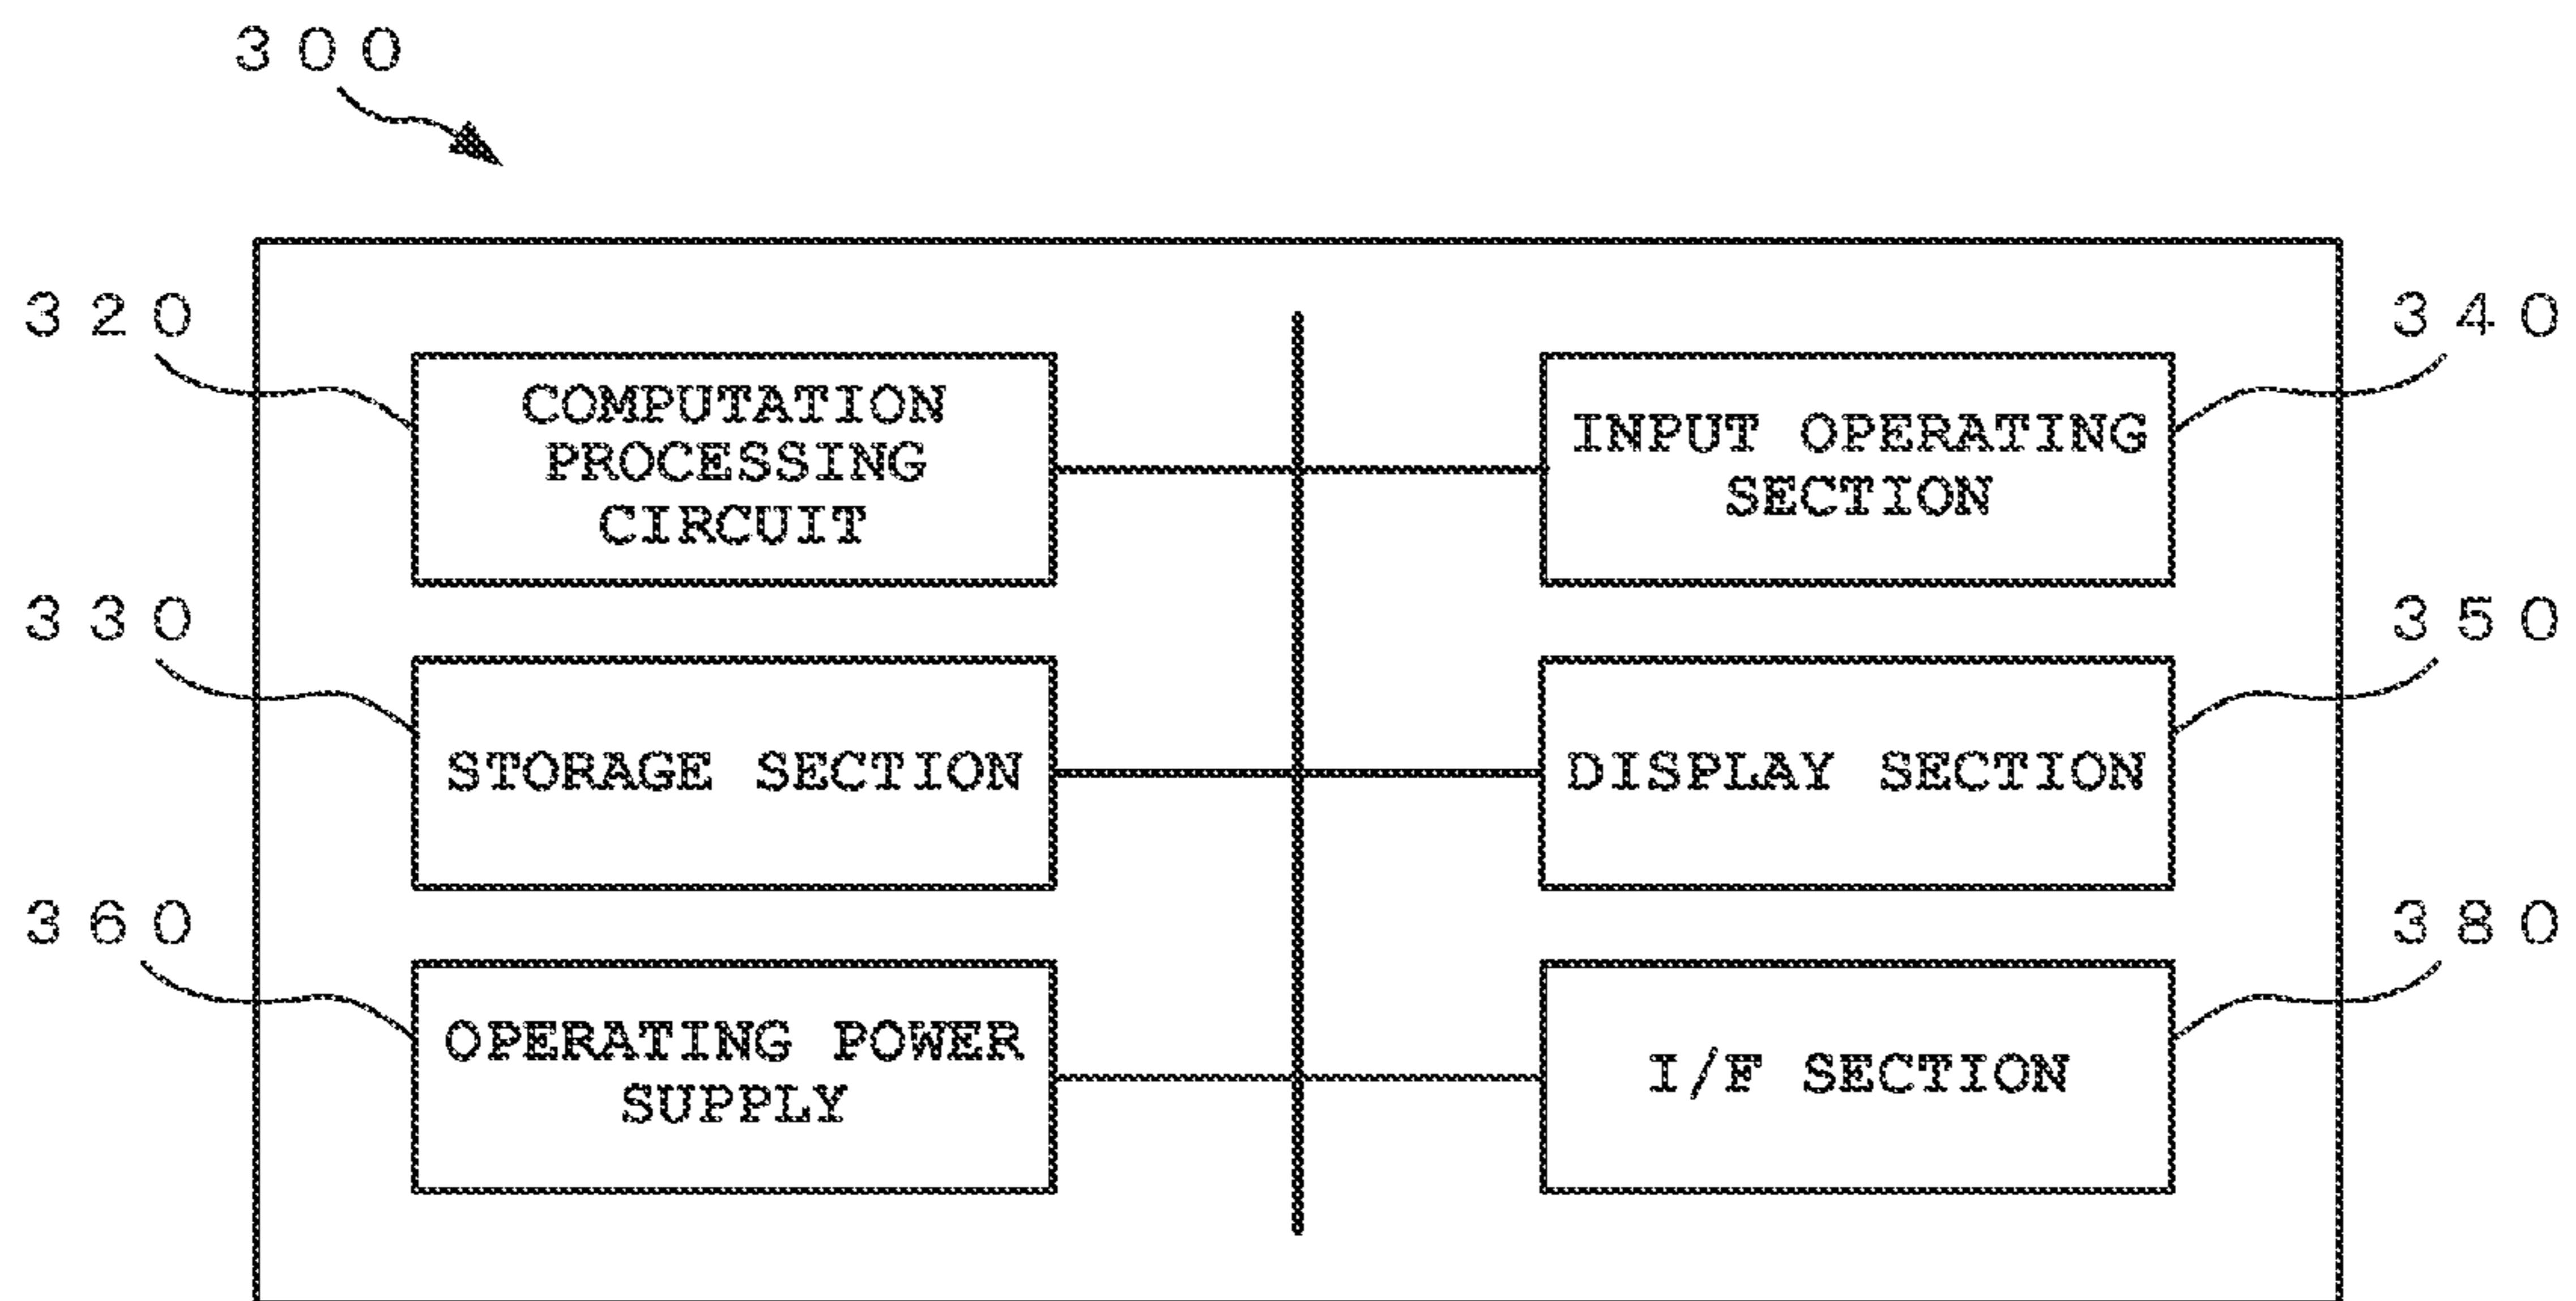 300
320
COMPUTATION
PROCESSING
CIRCUIT
340
INPUT OPERATING
SECTION
330
STORAGE SECTION
350
DISPLAY SECTION
360
OPERATING POWER
SUPPLY
380
I/F SECTION